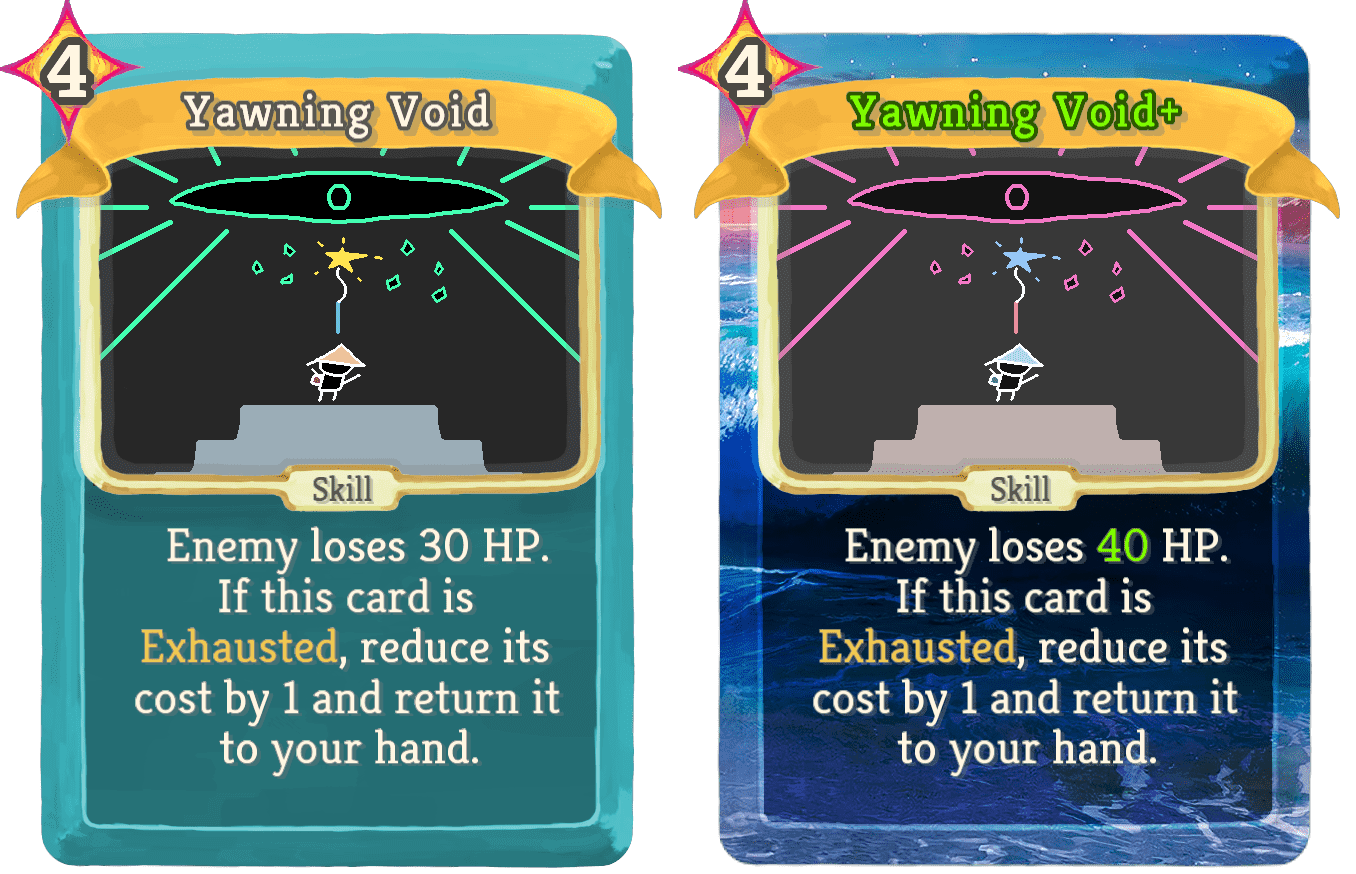 4
Yawning Void
Skill
Enemy loses 30 HP.
If this card is
Exhausted, reduce its
cost by 1 and return it
to your hand.
4
Yawning Void+
Skill
Enemy loses 40 HP.
If this card is
Exhausted, reduce its
cost by 1 and return it
to your hand.